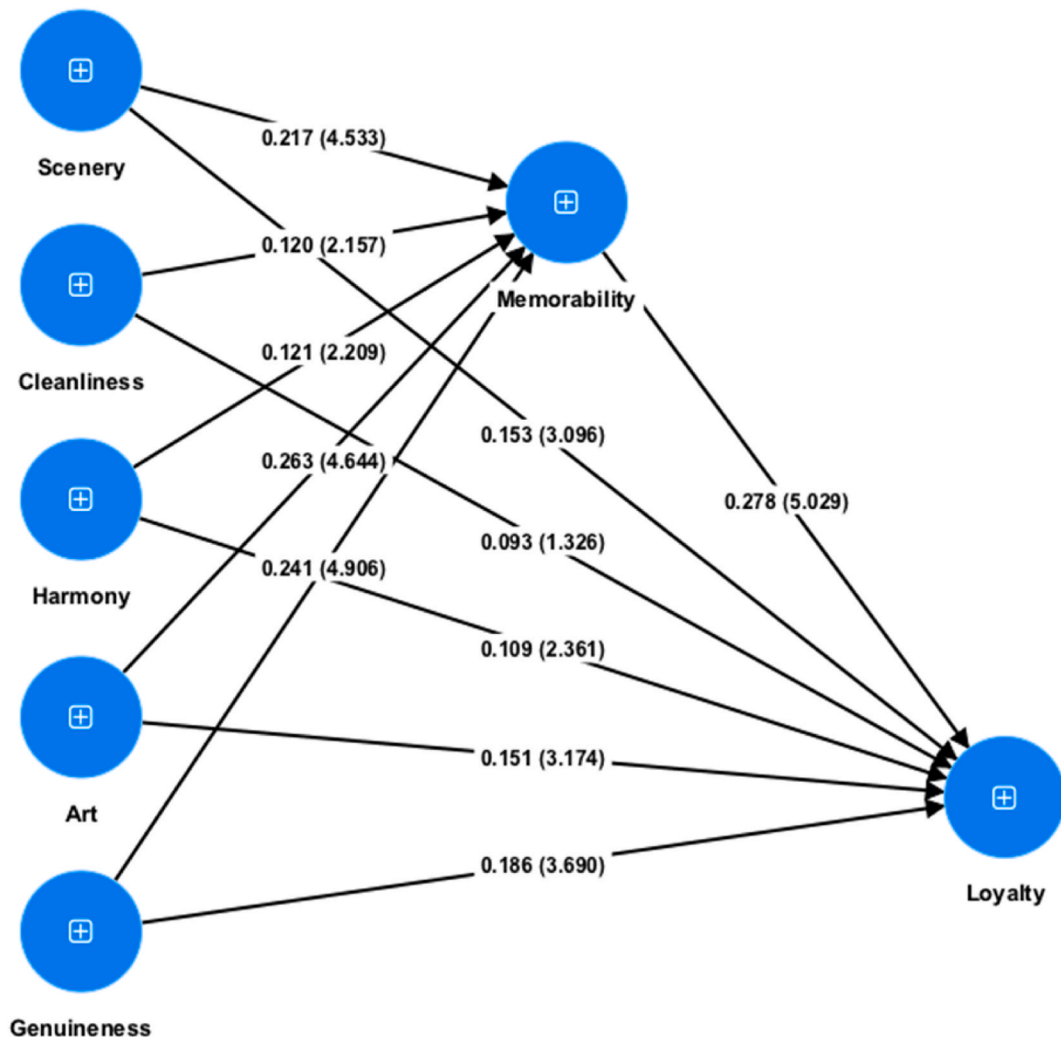 0.217 (4.533)
Scenery
0.120 (2.157)
Memorability
0.121 (2.209)
Cleanliness
0.153 (3.096)
0.263 (4.644)
0.278 (5.029)
0.093 (1.326)
0.241 (4.906)
Harmony
0.109 (2.361)
0.151 (3.174)
Art
0.186 (3.690)
Loyalty
Genuineness